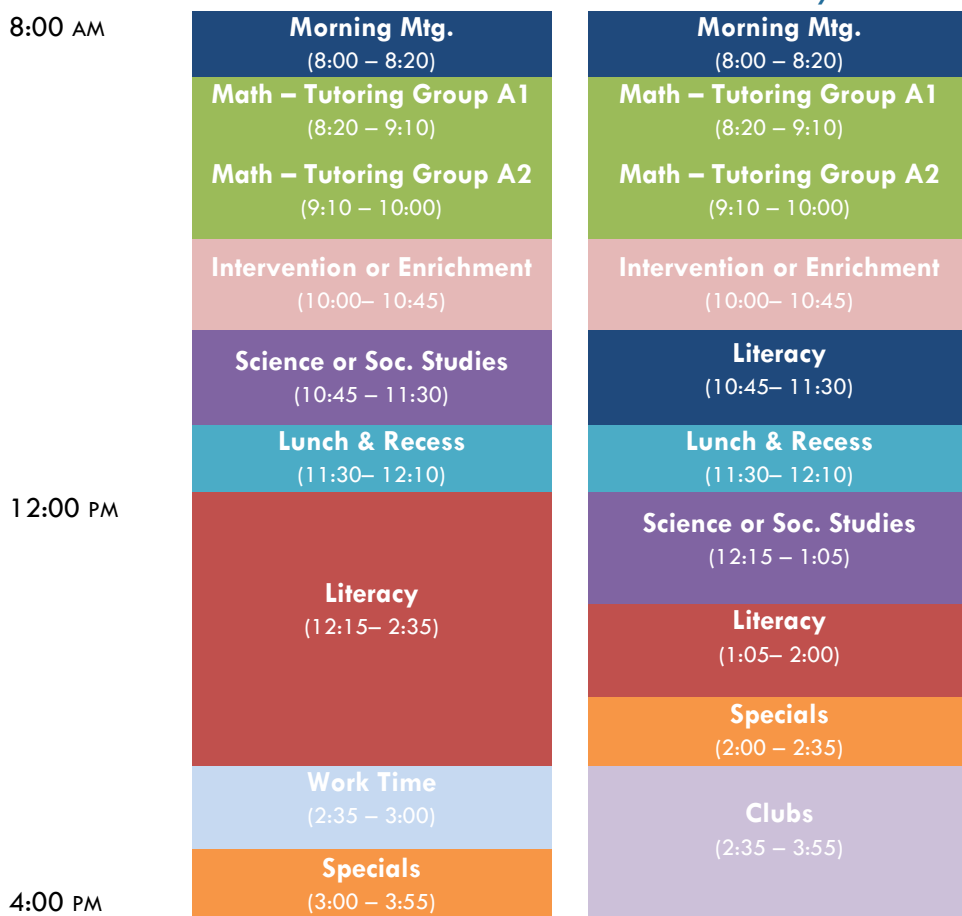 8:00 AM
Morning Mtg.
(8:00 – 8:20)
Math – Tutoring Group A1
(8:20 – 9:10)
Math – Tutoring Group A2
(9:10 – 10:00)
Intervention or Enrichment
(10:00– 10:45)
Science or Soc. Studies
(10:45 – 11:30)
Lunch & Recess
(11:30– 12:10)
12:00 PM
Literacy
(12:15– 2:35)
Work Time
(2:35 – 3:00)
Specials
(3:00 – 3:55)
4:00 PM
Morning Mtg.
(8:00 – 8:20)
Math – Tutoring Group A1
(8:20 – 9:10)
Math – Tutoring Group A2
(9:10 – 10:00)
Intervention or Enrichment
(10:00– 10:45)
Literacy
(10:45– 11:30)
Lunch & Recess
(11:30– 12:10)
Science or Soc. Studies
(12:15 – 1:05)
Literacy
(1:05– 2:00)
Specials
(2:00 – 2:35)
Clubs
(2:35 – 3:55)